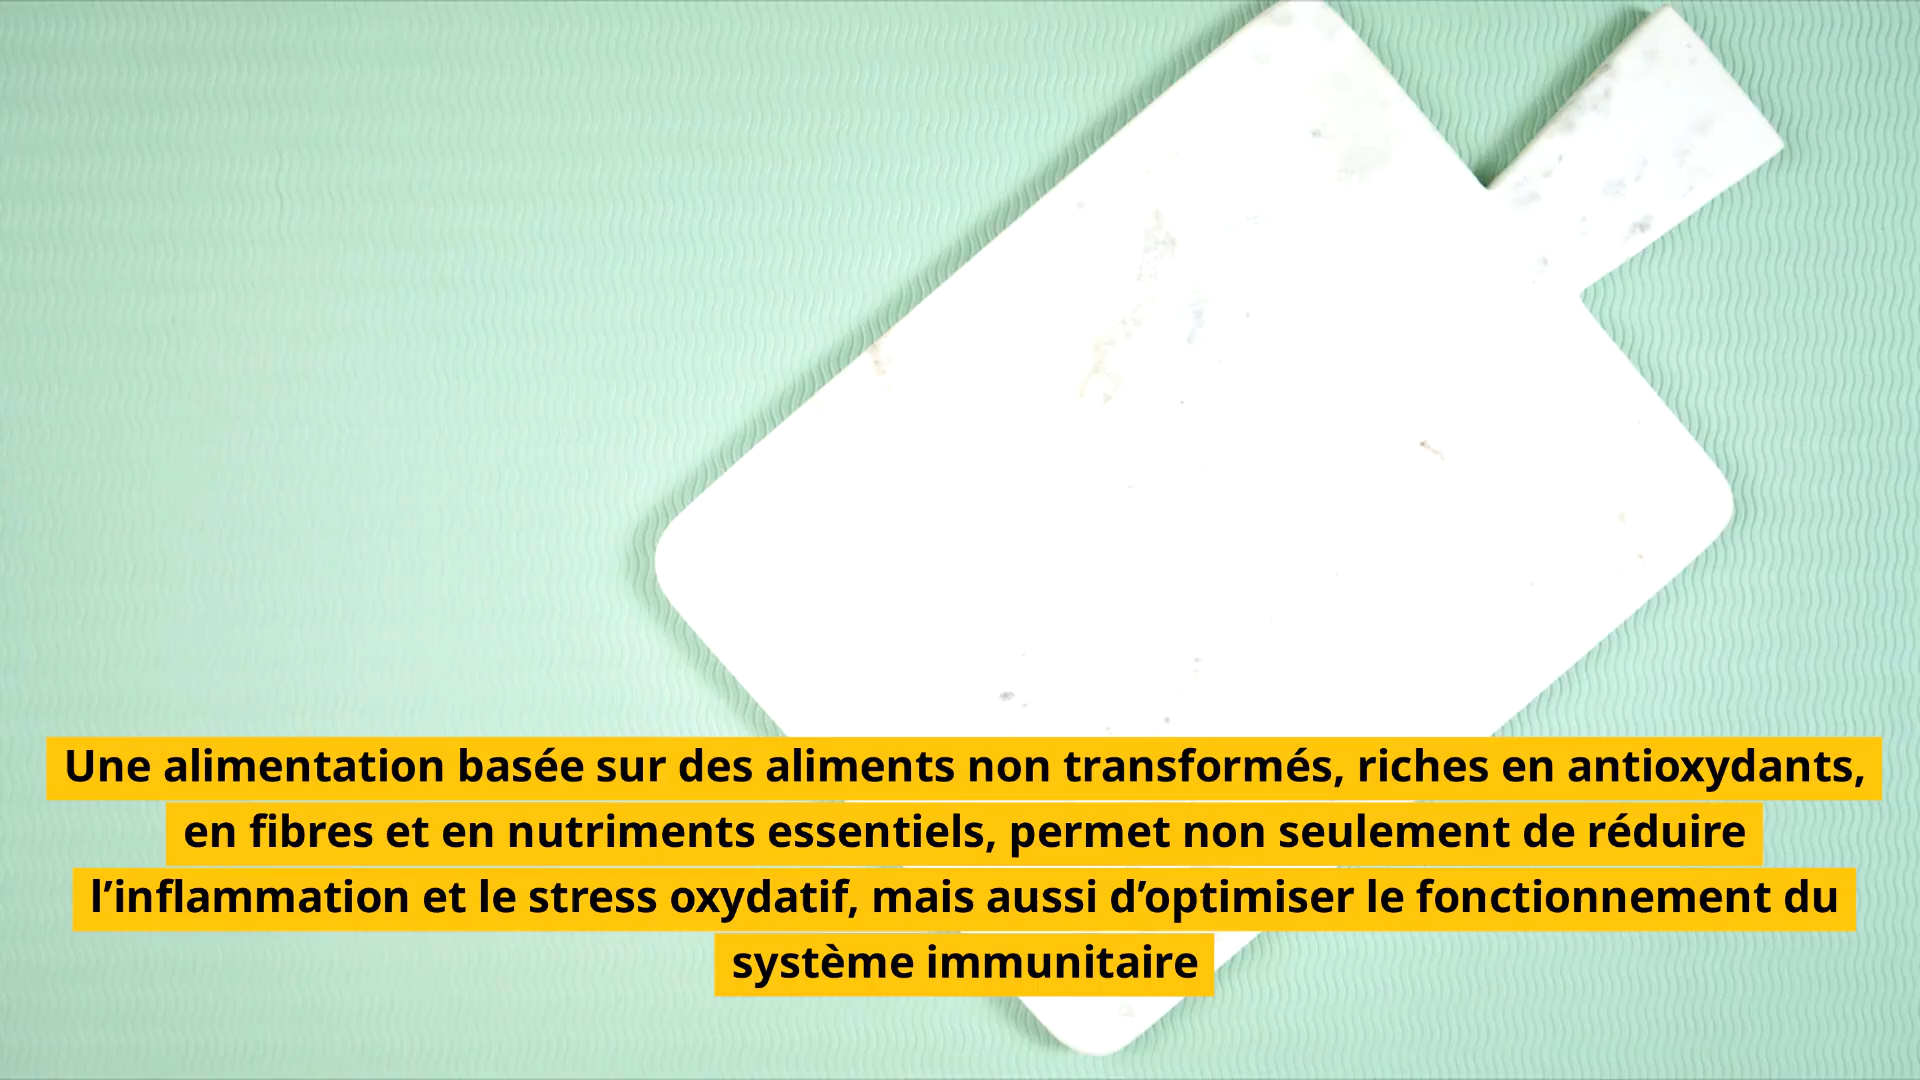 Une alimentation basée sur des aliments non transformés, riches en antioxydants,
en fibres et en nutriments essentiels, permet non seulement de réduire
l’inflammation et le stress oxydatif, mais aussi d’optimiser le fonctionnement du
système immunitaire